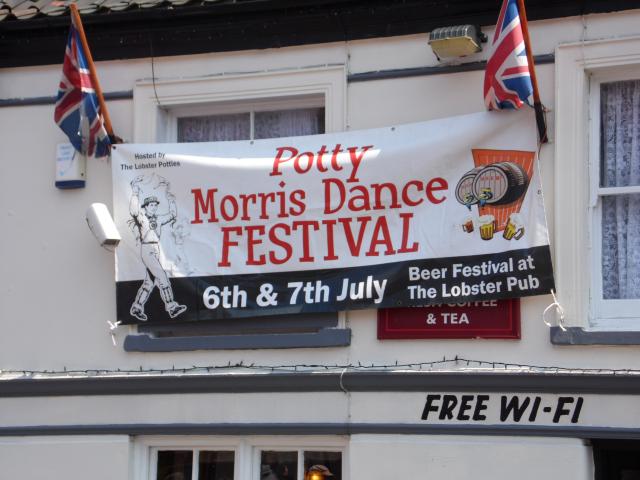 Hosted by
The Lobster Potties
Potty
Morris Dance
FESTIVAL
6th & 7th July
Beer Festival at
The Lobster Pub
COFFEE
& TEA
FREE WI-FI